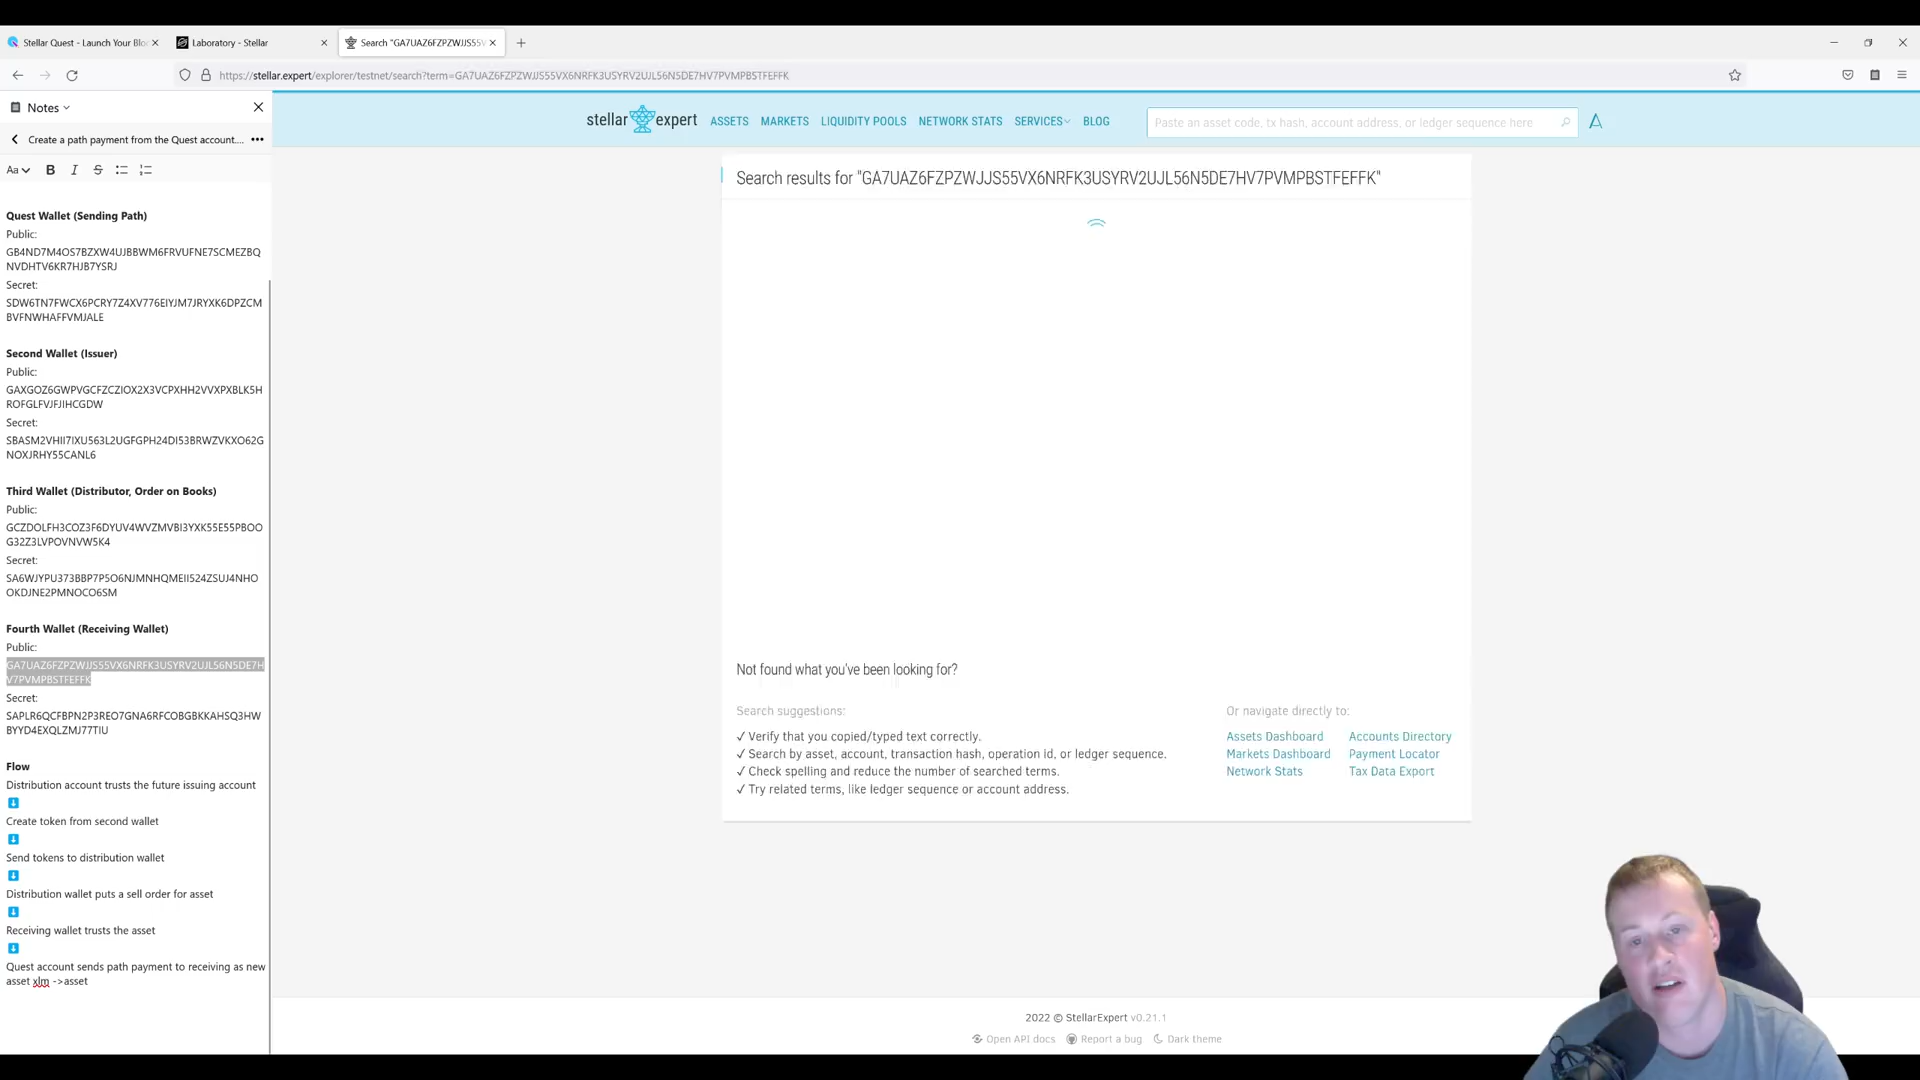 Stellar Quest - Launch Your Bloc
Laboratory - Stellar
Search "GA7UAZ6FZPZWJJS55V
https://stellar.expert/explorer/testnet/search?term=GA7UAZ6FZPZWJJS55VX6NRFK3USYRV2UJL56N5DE7HV7PVMPBSTFEFFK
Notes
Create a path payment from the Quest account....
Aa B I S
Quest Wallet (Sending Path)
Public:
GB4ND7M4OS7BZXW4UJBBWM6FRVUFNE7SCMEZBQ
NVDHTV6KR7HJB7YSRJ
Secret:
SDW6TN7FWCX6PCRY7Z4XV776EIYJM7JRYXK6DPZCM
BVFNWHAFFVMJALE
Second Wallet (Issuer)
Public:
GAXGOZ6GWPVGCFZCZIOX2X3VCPXHH2VVXPXBLK5H
ROFGLFVJFJIHCGDW
Secret:
SBASM2VHII7IXU563L2UGFGPH24DI53BRWZVKXO62G
NOXJRHY55CANL6
Third Wallet (Distributor, Order on Books)
Public:
GCZDOLFH3COZ3F6DYUV4WVZMVBI3YXK55E55PBOO
G32Z3LVPOVNVW5K4
Secret:
SA6WJYPU373BBP7P5O6NJMNHQMEII524ZSUJ4NHO
OKDJNE2PMNOCO6SM
Fourth Wallet (Receiving Wallet)
Public:
GA7UAZ6FZPZWJJS55VX6NRFK3USYRV2UJL56N5DE7H
V7PVMPBSTFEFFK
Secret:
SAPLR6QCFBPN2P3REO7GNA6RFCOBGBKKAHSQ3HW
BYYD4EXQLZMJ77TIU
Flow
Distribution account trusts the future issuing account
Create token from second wallet
Send tokens to distribution wallet
Distribution wallet puts a sell order for asset
Receiving wallet trusts the asset
Quest account sends path payment to receiving as new
asset xlm ->asset
stellar expert
ASSETS MARKETS LIQUIDITY POOLS NETWORK STATS SERVICES BLOG
Paste an asset code, tx hash, account address, or ledger sequence here
Search results for "GA7UAZ6FZPZWJJS55VX6NRFK3USYRV2UJL56N5DE7HV7PVMPBSTFEFFK"
Not found what you've been looking for?
Search suggestions:
✓ Verify that you copied/typed text correctly.
✓ Search by asset, account, transaction hash, operation id, or ledger sequence.
✓ Check spelling and reduce the number of searched terms.
✓ Try related terms, like ledger sequence or account address.
Or navigate directly to:
Assets Dashboard Accounts Directory
Markets Dashboard Payment Locator
Network Stats Tax Data Export
2022 © StellarExpert v0.21.1
Open API docs Report a bug Dark theme